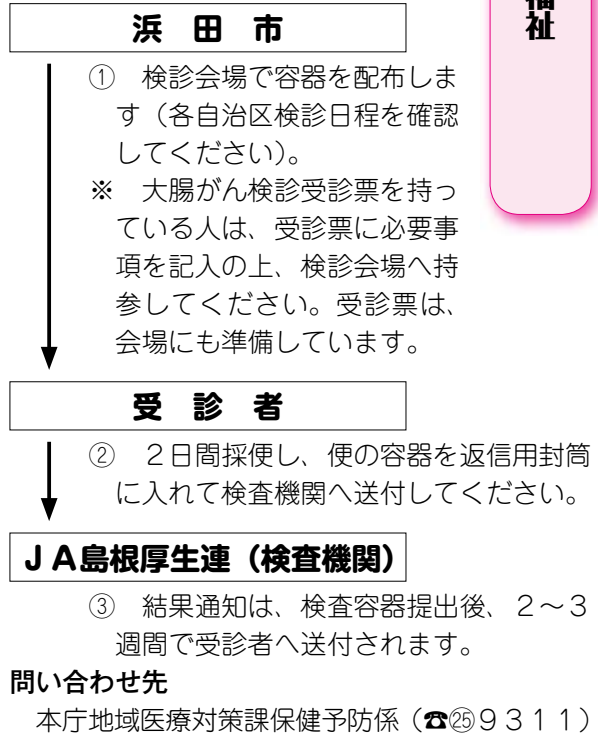 福祉
浜田市
① 検診会場で容器を配布しま
す（各自治区検診日程を確認
してください）。
※ 大腸がん検診受診票を持っ
ている人は、受診票に必要事
項を記入の上、検診会場へ持
参してください。受診票は、
会場にも準備しています。
受診者
② ２日間採便し、便の容器を返信用封筒
に入れて検査機関へ送付してください。
ＪＡ島根厚生連（検査機関）
③ 結果通知は、検査容器提出後、２～３
週間で受診者へ送付されます。
問い合わせ先
本庁地域医療対策課保健予防係（☎㉕９３１１）